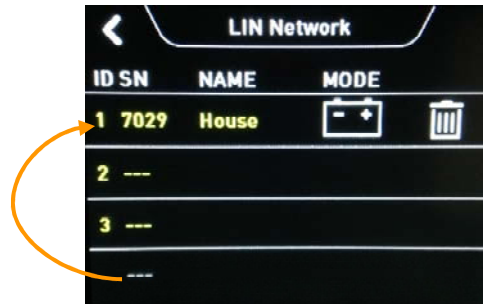 LIN Network
ID SN NAME MODE
1 7029 House
2 ---
3 ---
---